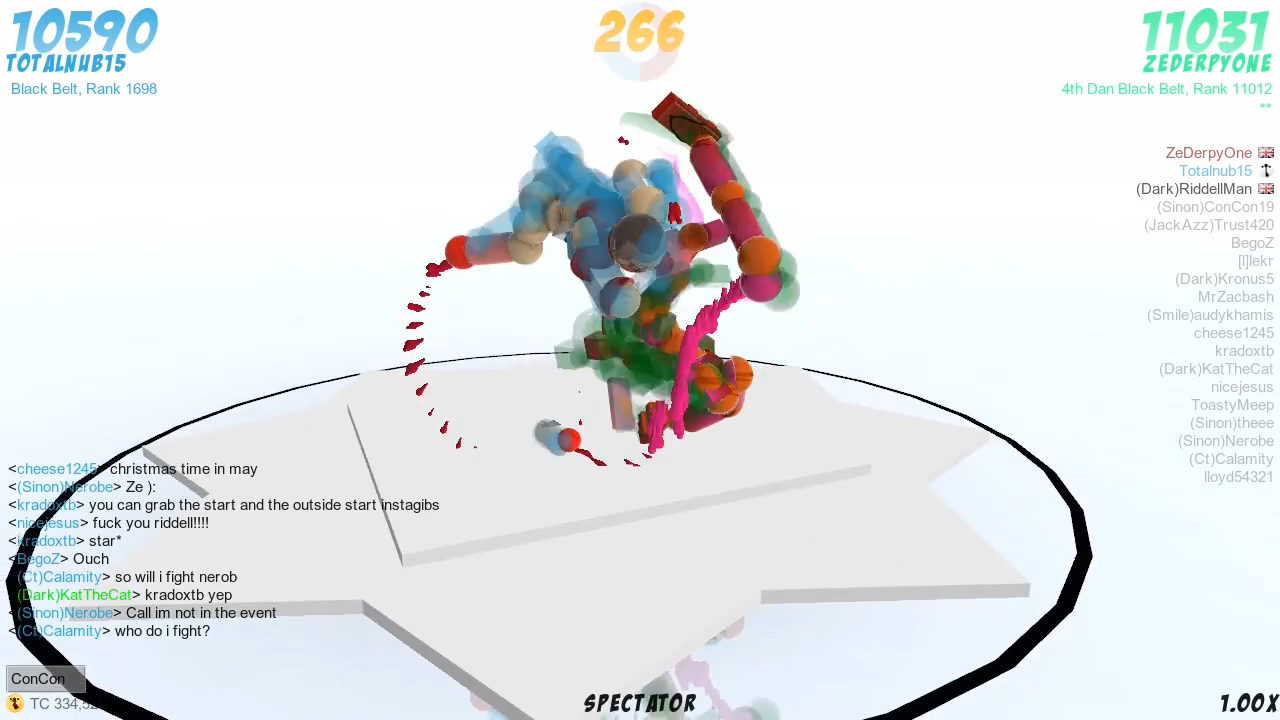 10590
TOTALNUB15
Black Belt, Rank 1698
266
11031
ZEDERPYONE
4th Dan Black Belt, Rank 11012
**
ZeDerpyOne
Totalnub15
(Dark)RiddellMan
(Sinon)ConCon19
(JackAzz)Trust420
BegoZ
[l]lekr
(Dark)Kronus5
MrZacbash
(Smile)audykhamis
cheese1245
kradoxtb
(Dark)KatTheCat
nicejesus
ToastyMeep
(Sinon)theee
(Sinon)Nerobe
(Ct)Calamity
lloyd54321
<cheese1245> christmas time in may
<(Sinon)Nerobe> Ze ):
<kradoxtb> you can grab the start and the outside start instagibs
<nicejesus> fuck you riddell!!!!
<kradoxtb> star*
<BegoZ> Ouch
<(Ct)Calamity> so will i fight nerob
<(Dark)KatTheCat> kradoxtb yep
<(Sinon)Nerobe> Call im not in the event
<(Ct)Calamity> who do i fight?
ConCon
TC
SPECTATOR
1.00X